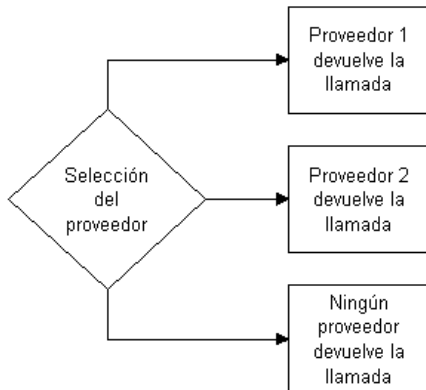 Proveedor 1
devuelve la
llamada
Selección
del
proveedor
Proveedor 2
devuelve la
llamada
Ningún
proveedor
devuelve la
llamada